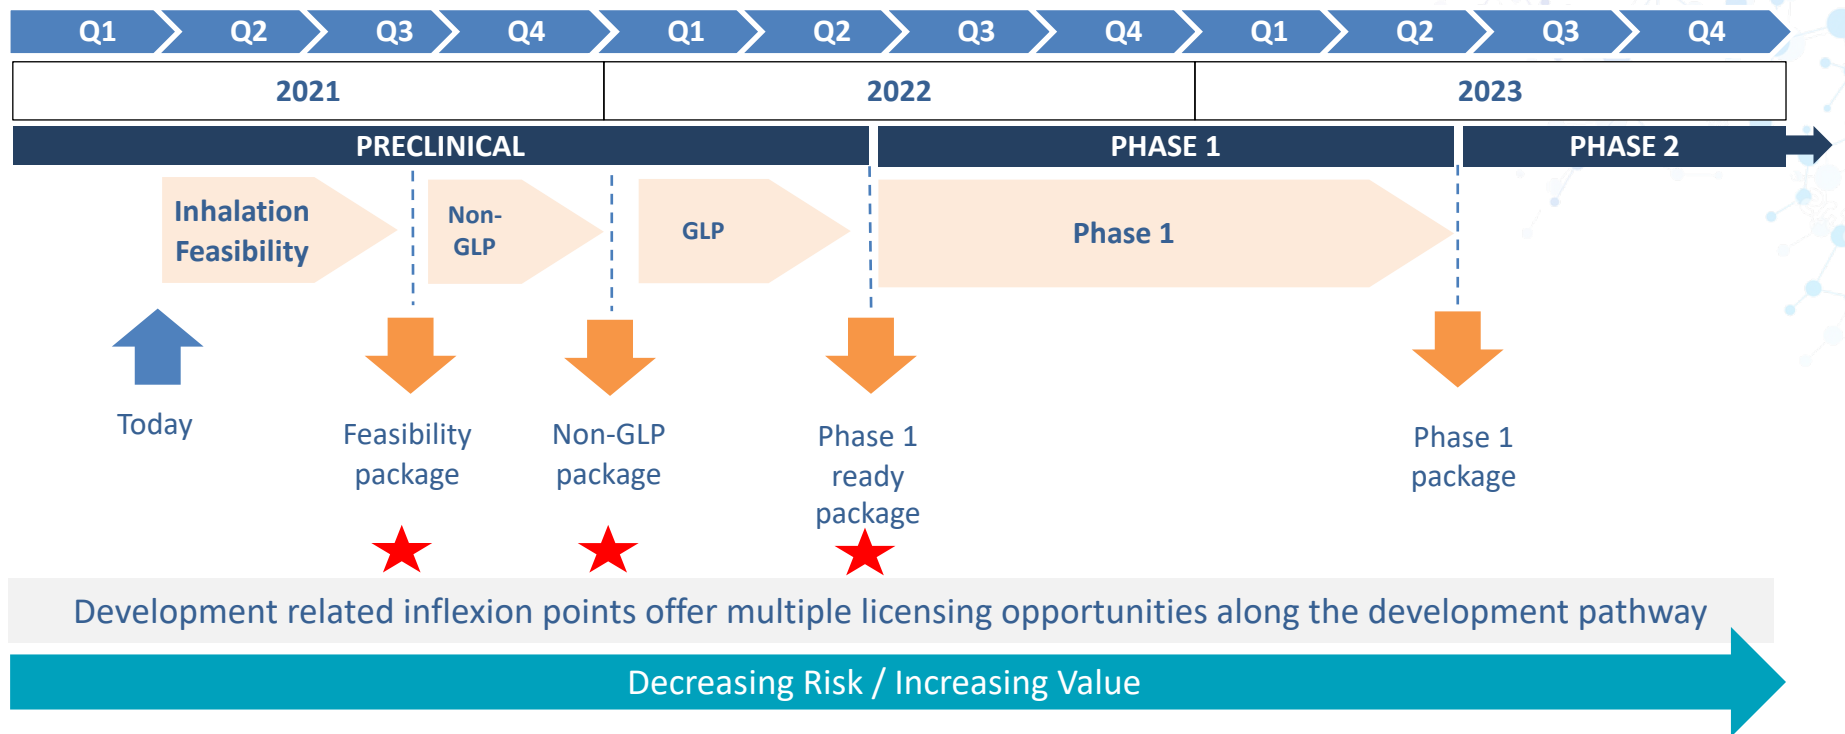 Q1 Q2 Q3 Q4 Q1 Q2 Q3 Q4 Q1 Q2 Q3 Q4
2021 2022 2023
PRECLINICAL PHASE 1 PHASE 2
Inhalation
Feasibility
Non-
GLP
GLP
Phase 1
Today
Feasibility
package
Non-GLP
package
Phase 1
ready
package
Phase 1
package
Development related inflexion points offer multiple licensing opportunities along the development pathway
Decreasing Risk / Increasing Value